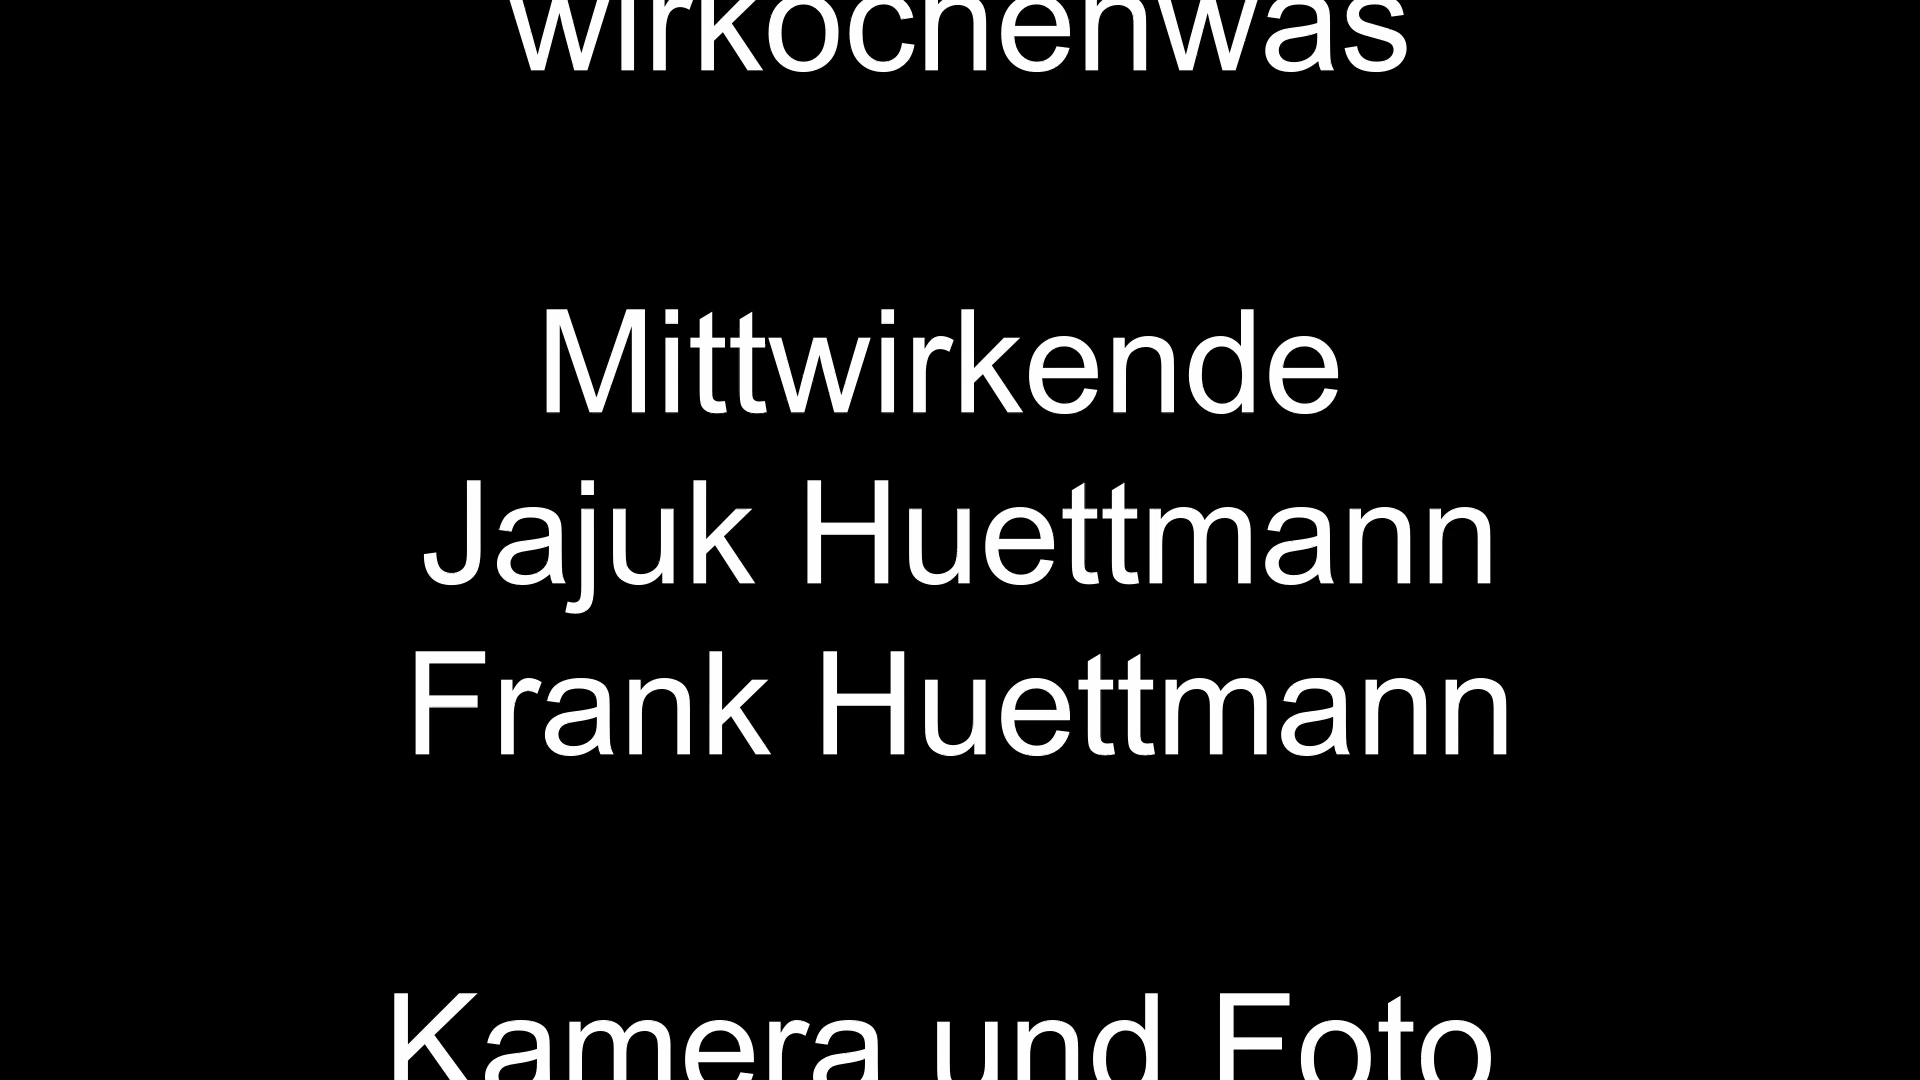 wirkochenwas
Mittwirkende
Jajuk Huettmann
Frank Huettmann
Kamera und Foto